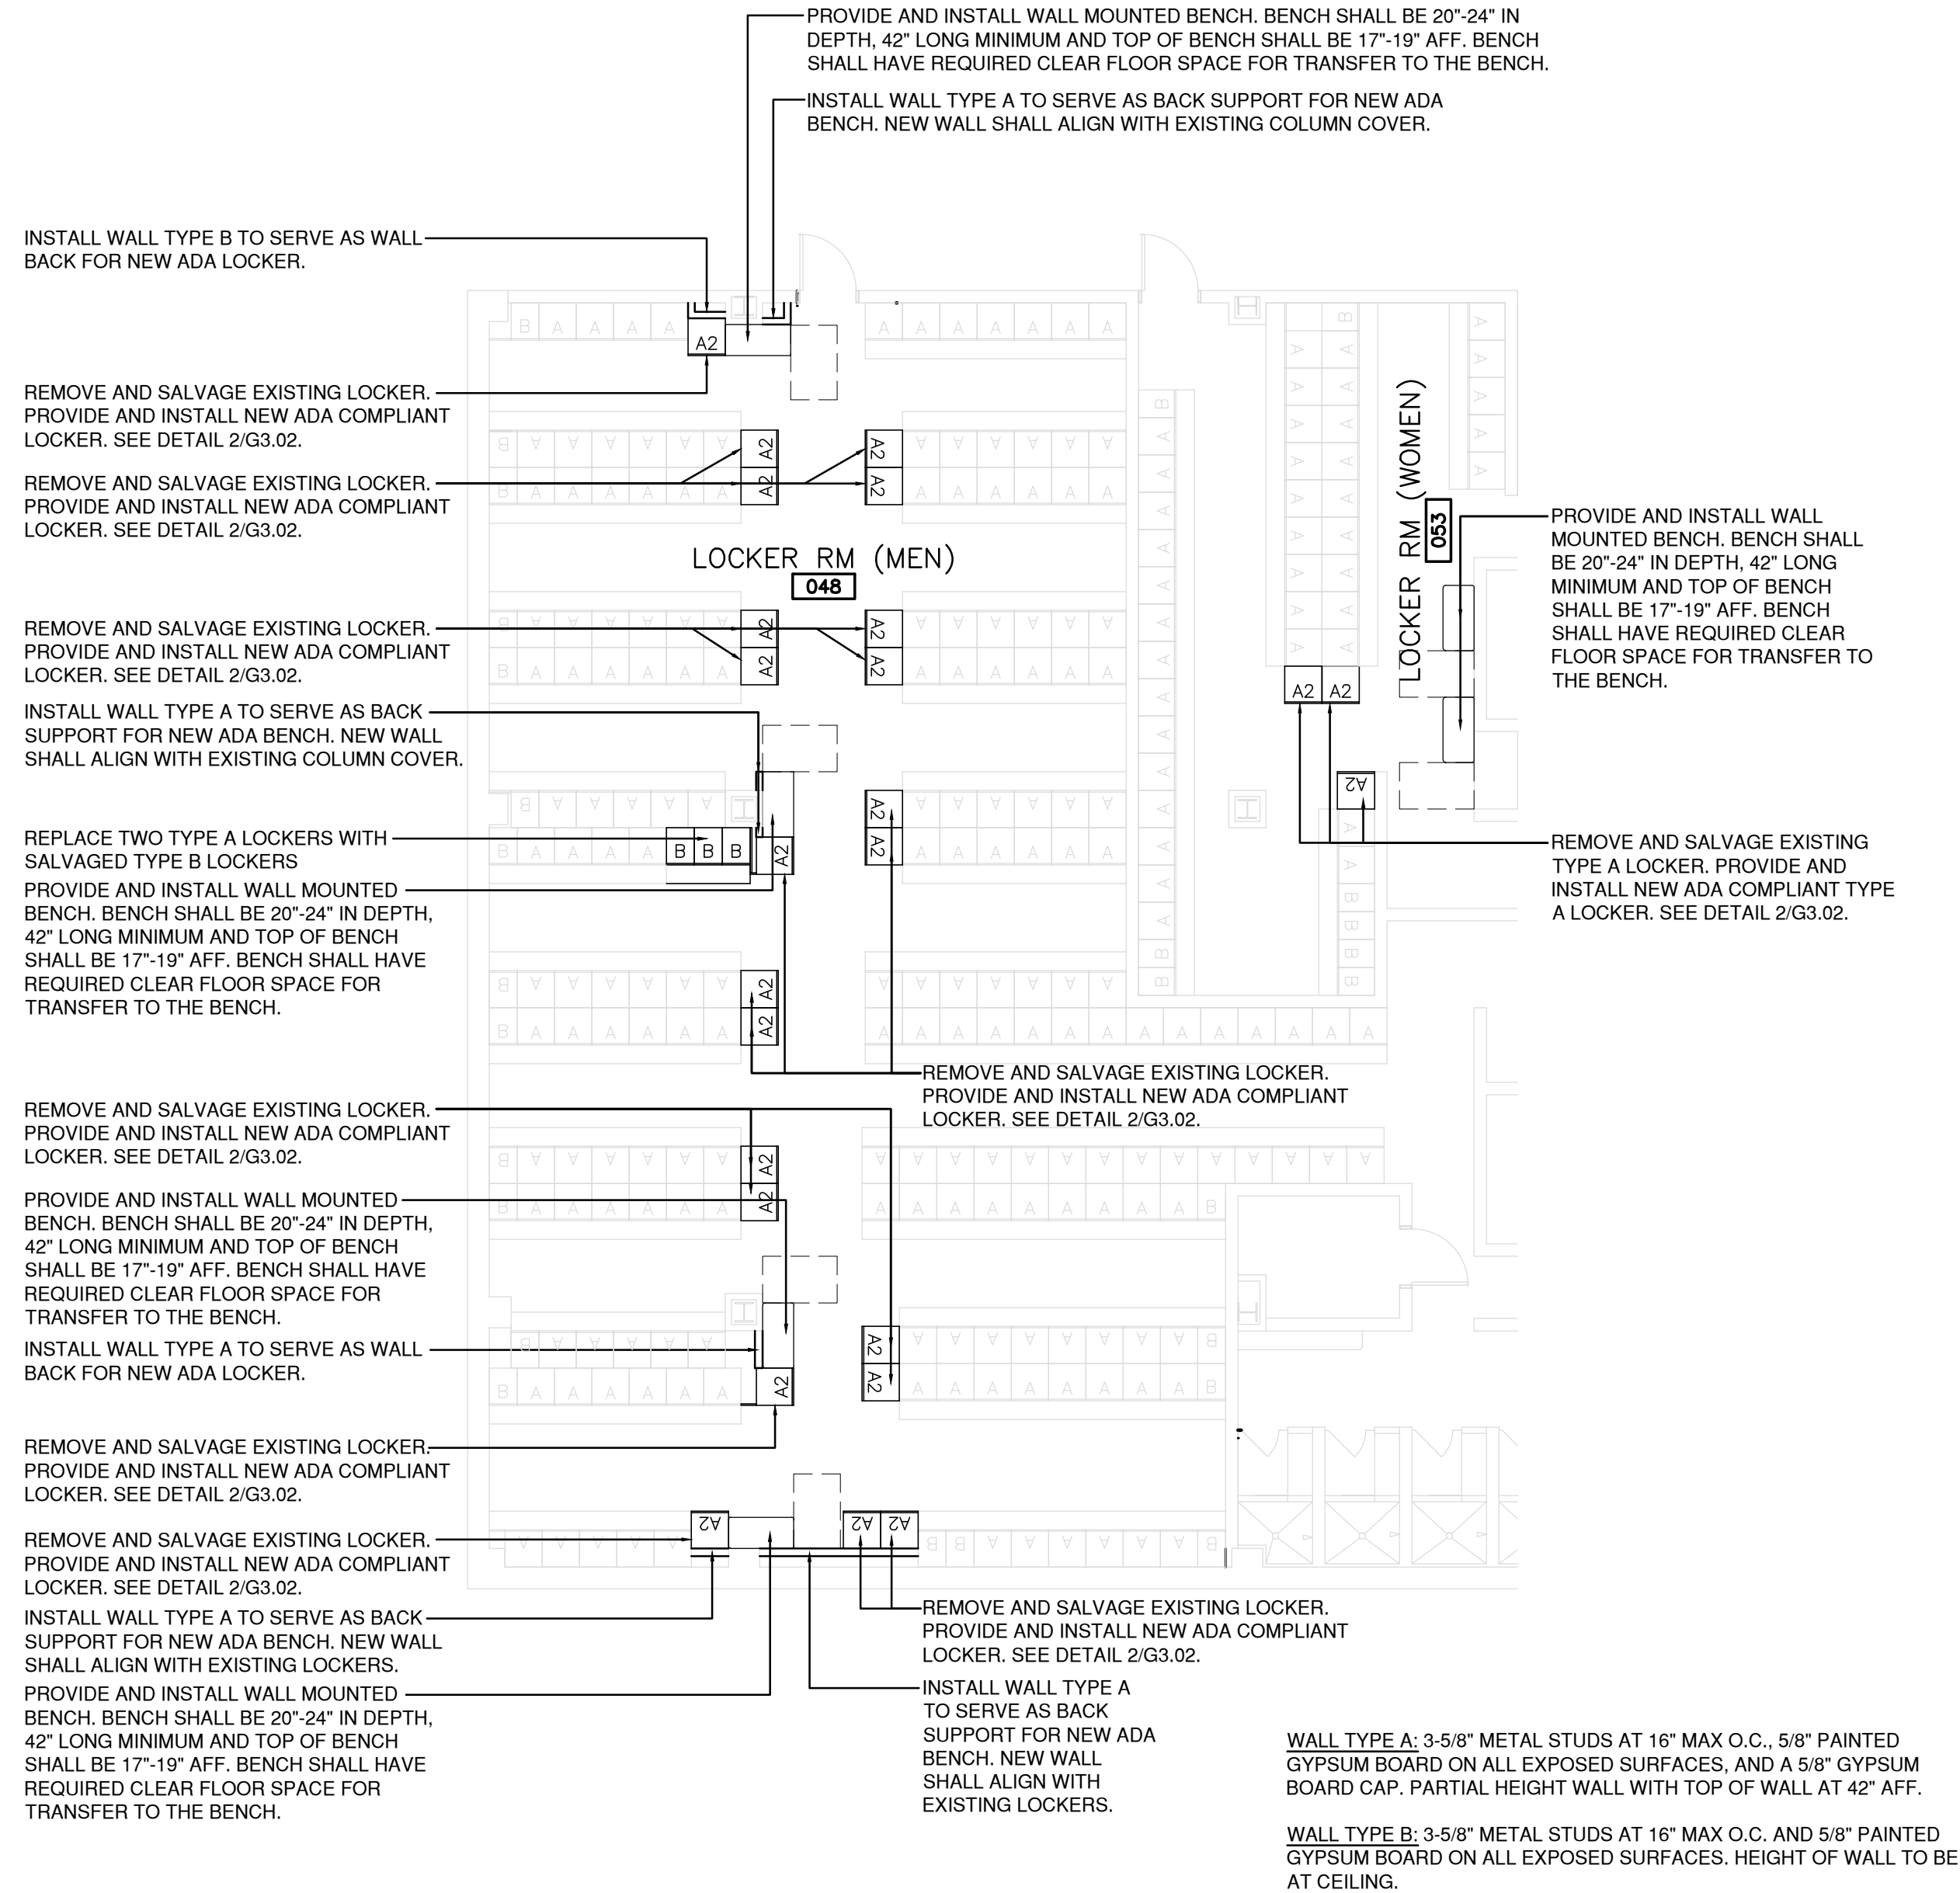 PROVIDE AND INSTALL WALL MOUNTED BENCH. BENCH SHALL BE 20"-24" IN
DEPTH, 42" LONG MINIMUM AND TOP OF BENCH SHALL BE 17"-19" AFF. BENCH
SHALL HAVE REQUIRED CLEAR FLOOR SPACE FOR TRANSFER TO THE BENCH.
INSTALL WALL TYPE A TO SERVE AS BACK SUPPORT FOR NEW ADA
BENCH. NEW WALL SHALL ALIGN WITH EXISTING COLUMN COVER.
INSTALL WALL TYPE B TO SERVE AS WALL
BACK FOR NEW ADA LOCKER.
B A A A A
A2
A A A A A A A
REMOVE AND SALVAGE EXISTING LOCKER.
PROVIDE AND INSTALL NEW ADA COMPLIANT
LOCKER. SEE DETAIL 2/G3.02.
B A A A A A A A2
A2 A A A A A A
REMOVE AND SALVAGE EXISTING LOCKER.
PROVIDE AND INSTALL NEW ADA COMPLIANT
LOCKER. SEE DETAIL 2/G3.02.
B A A A A A A A2
A2 A A A A A A
LOCKER RM (MEN)
048
LOCKER RM (WOMEN)
053
PROVIDE AND INSTALL WALL
MOUNTED BENCH. BENCH SHALL
BE 20"-24" IN DEPTH, 42" LONG
MINIMUM AND TOP OF BENCH
SHALL BE 17"-19" AFF. BENCH
SHALL HAVE REQUIRED CLEAR
FLOOR SPACE FOR TRANSFER TO
THE BENCH.
REMOVE AND SALVAGE EXISTING LOCKER.
PROVIDE AND INSTALL NEW ADA COMPLIANT
LOCKER. SEE DETAIL 2/G3.02.
B A A A A A A A2
A2 A A A A A A
B A A A A A A A2
A2 A A A A A A
A2 A2
A2
INSTALL WALL TYPE A TO SERVE AS BACK
SUPPORT FOR NEW ADA BENCH. NEW WALL
SHALL ALIGN WITH EXISTING COLUMN COVER.
B A A A A A
A2 A A A A A A
REPLACE TWO TYPE A LOCKERS WITH
SALVAGED TYPE B LOCKERS
B A A A B B B A2
A2 A A A A A A
REMOVE AND SALVAGE EXISTING
TYPE A LOCKER. PROVIDE AND
INSTALL NEW ADA COMPLIANT TYPE
A LOCKER. SEE DETAIL 2/G3.02.
PROVIDE AND INSTALL WALL MOUNTED
BENCH. BENCH SHALL BE 20"-24" IN DEPTH,
42" LONG MINIMUM AND TOP OF BENCH
SHALL BE 17"-19" AFF. BENCH SHALL HAVE
REQUIRED CLEAR FLOOR SPACE FOR
TRANSFER TO THE BENCH.
B A A A A A A A2
A A A A A A A
B A A A A A A A2
A A A A A A A A A A A A A A
REMOVE AND SALVAGE EXISTING LOCKER.
PROVIDE AND INSTALL NEW ADA COMPLIANT
LOCKER. SEE DETAIL 2/G3.02.
REMOVE AND SALVAGE EXISTING LOCKER.
PROVIDE AND INSTALL NEW ADA COMPLIANT
LOCKER. SEE DETAIL 2/G3.02.
B A A A A A A A2
A A A A A A A A A A A A A A
B A A A A A A A2
A A A A A A A A A B
PROVIDE AND INSTALL WALL MOUNTED
BENCH. BENCH SHALL BE 20"-24" IN DEPTH,
42" LONG MINIMUM AND TOP OF BENCH
SHALL BE 17"-19" AFF. BENCH SHALL HAVE
REQUIRED CLEAR FLOOR SPACE FOR
TRANSFER TO THE BENCH.
INSTALL WALL TYPE A TO SERVE AS WALL
BACK FOR NEW ADA LOCKER.
B A A A A A
A2 A A A A A A A A B
B A A A A A A A2
A2 A A A A A A A A B
REMOVE AND SALVAGE EXISTING LOCKER.
PROVIDE AND INSTALL NEW ADA COMPLIANT
LOCKER. SEE DETAIL 2/G3.02.
A2 A2 A2
A A A A A
B B A A A A A A B
REMOVE AND SALVAGE EXISTING LOCKER.
PROVIDE AND INSTALL NEW ADA COMPLIANT
LOCKER. SEE DETAIL 2/G3.02.
INSTALL WALL TYPE A TO SERVE AS BACK
SUPPORT FOR NEW ADA BENCH. NEW WALL
SHALL ALIGN WITH EXISTING LOCKERS.
REMOVE AND SALVAGE EXISTING LOCKER.
PROVIDE AND INSTALL NEW ADA COMPLIANT
LOCKER. SEE DETAIL 2/G3.02.
PROVIDE AND INSTALL WALL MOUNTED
BENCH. BENCH SHALL BE 20"-24" IN DEPTH,
42" LONG MINIMUM AND TOP OF BENCH
SHALL BE 17"-19" AFF. BENCH SHALL HAVE
REQUIRED CLEAR FLOOR SPACE FOR
TRANSFER TO THE BENCH.
INSTALL WALL TYPE A
TO SERVE AS BACK
SUPPORT FOR NEW ADA
BENCH. NEW WALL
SHALL ALIGN WITH
EXISTING LOCKERS.
WALL TYPE A: 3-5/8" METAL STUDS AT 16" MAX O.C., 5/8" PAINTED
GYPSUM BOARD ON ALL EXPOSED SURFACES, AND A 5/8" GYPSUM
BOARD CAP. PARTIAL HEIGHT WALL WITH TOP OF WALL AT 42" AFF.
WALL TYPE B: 3-5/8" METAL STUDS AT 16" MAX O.C. AND 5/8" PAINTED
GYPSUM BOARD ON ALL EXPOSED SURFACES. HEIGHT OF WALL TO BE
AT CEILING.